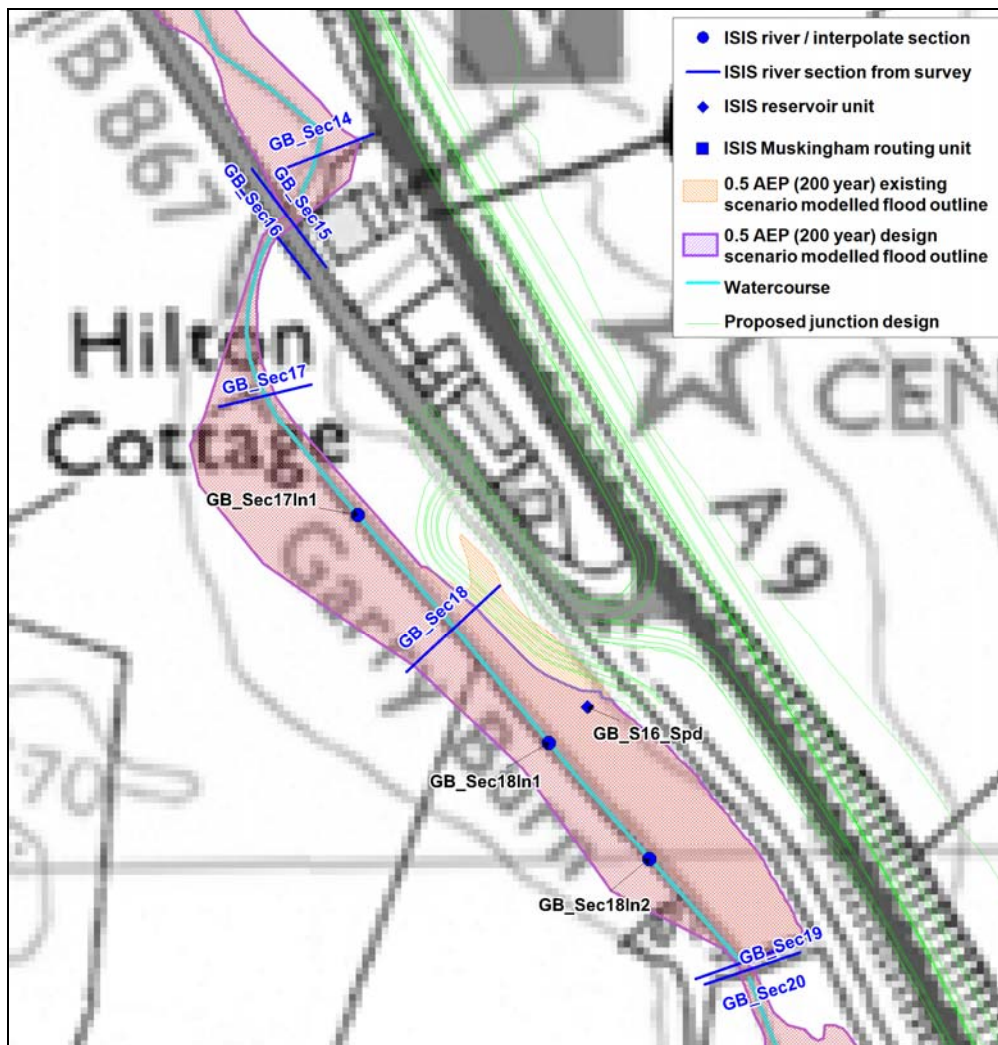 ISIS river / interpolate section
ISIS river section from survey
ISIS reservoir unit
ISIS Muskingham routing unit
0.5 AEP (200 year) existing
scenario modelled flood outline
0.5 AEP (200 year) design
scenario modelled flood outline
Watercourse
Proposed junction design
B 867
GB_Sec14
GB_Sec15
GB_Sec16
Hilton
Cottage
GB_Sec17
CEN
A9
GB_Sec17In1
GB_Sec18
GB_S16_Spd
GB_Sec18In1
70
GB_Sec18In2
GB_Sec19
GB_Sec20